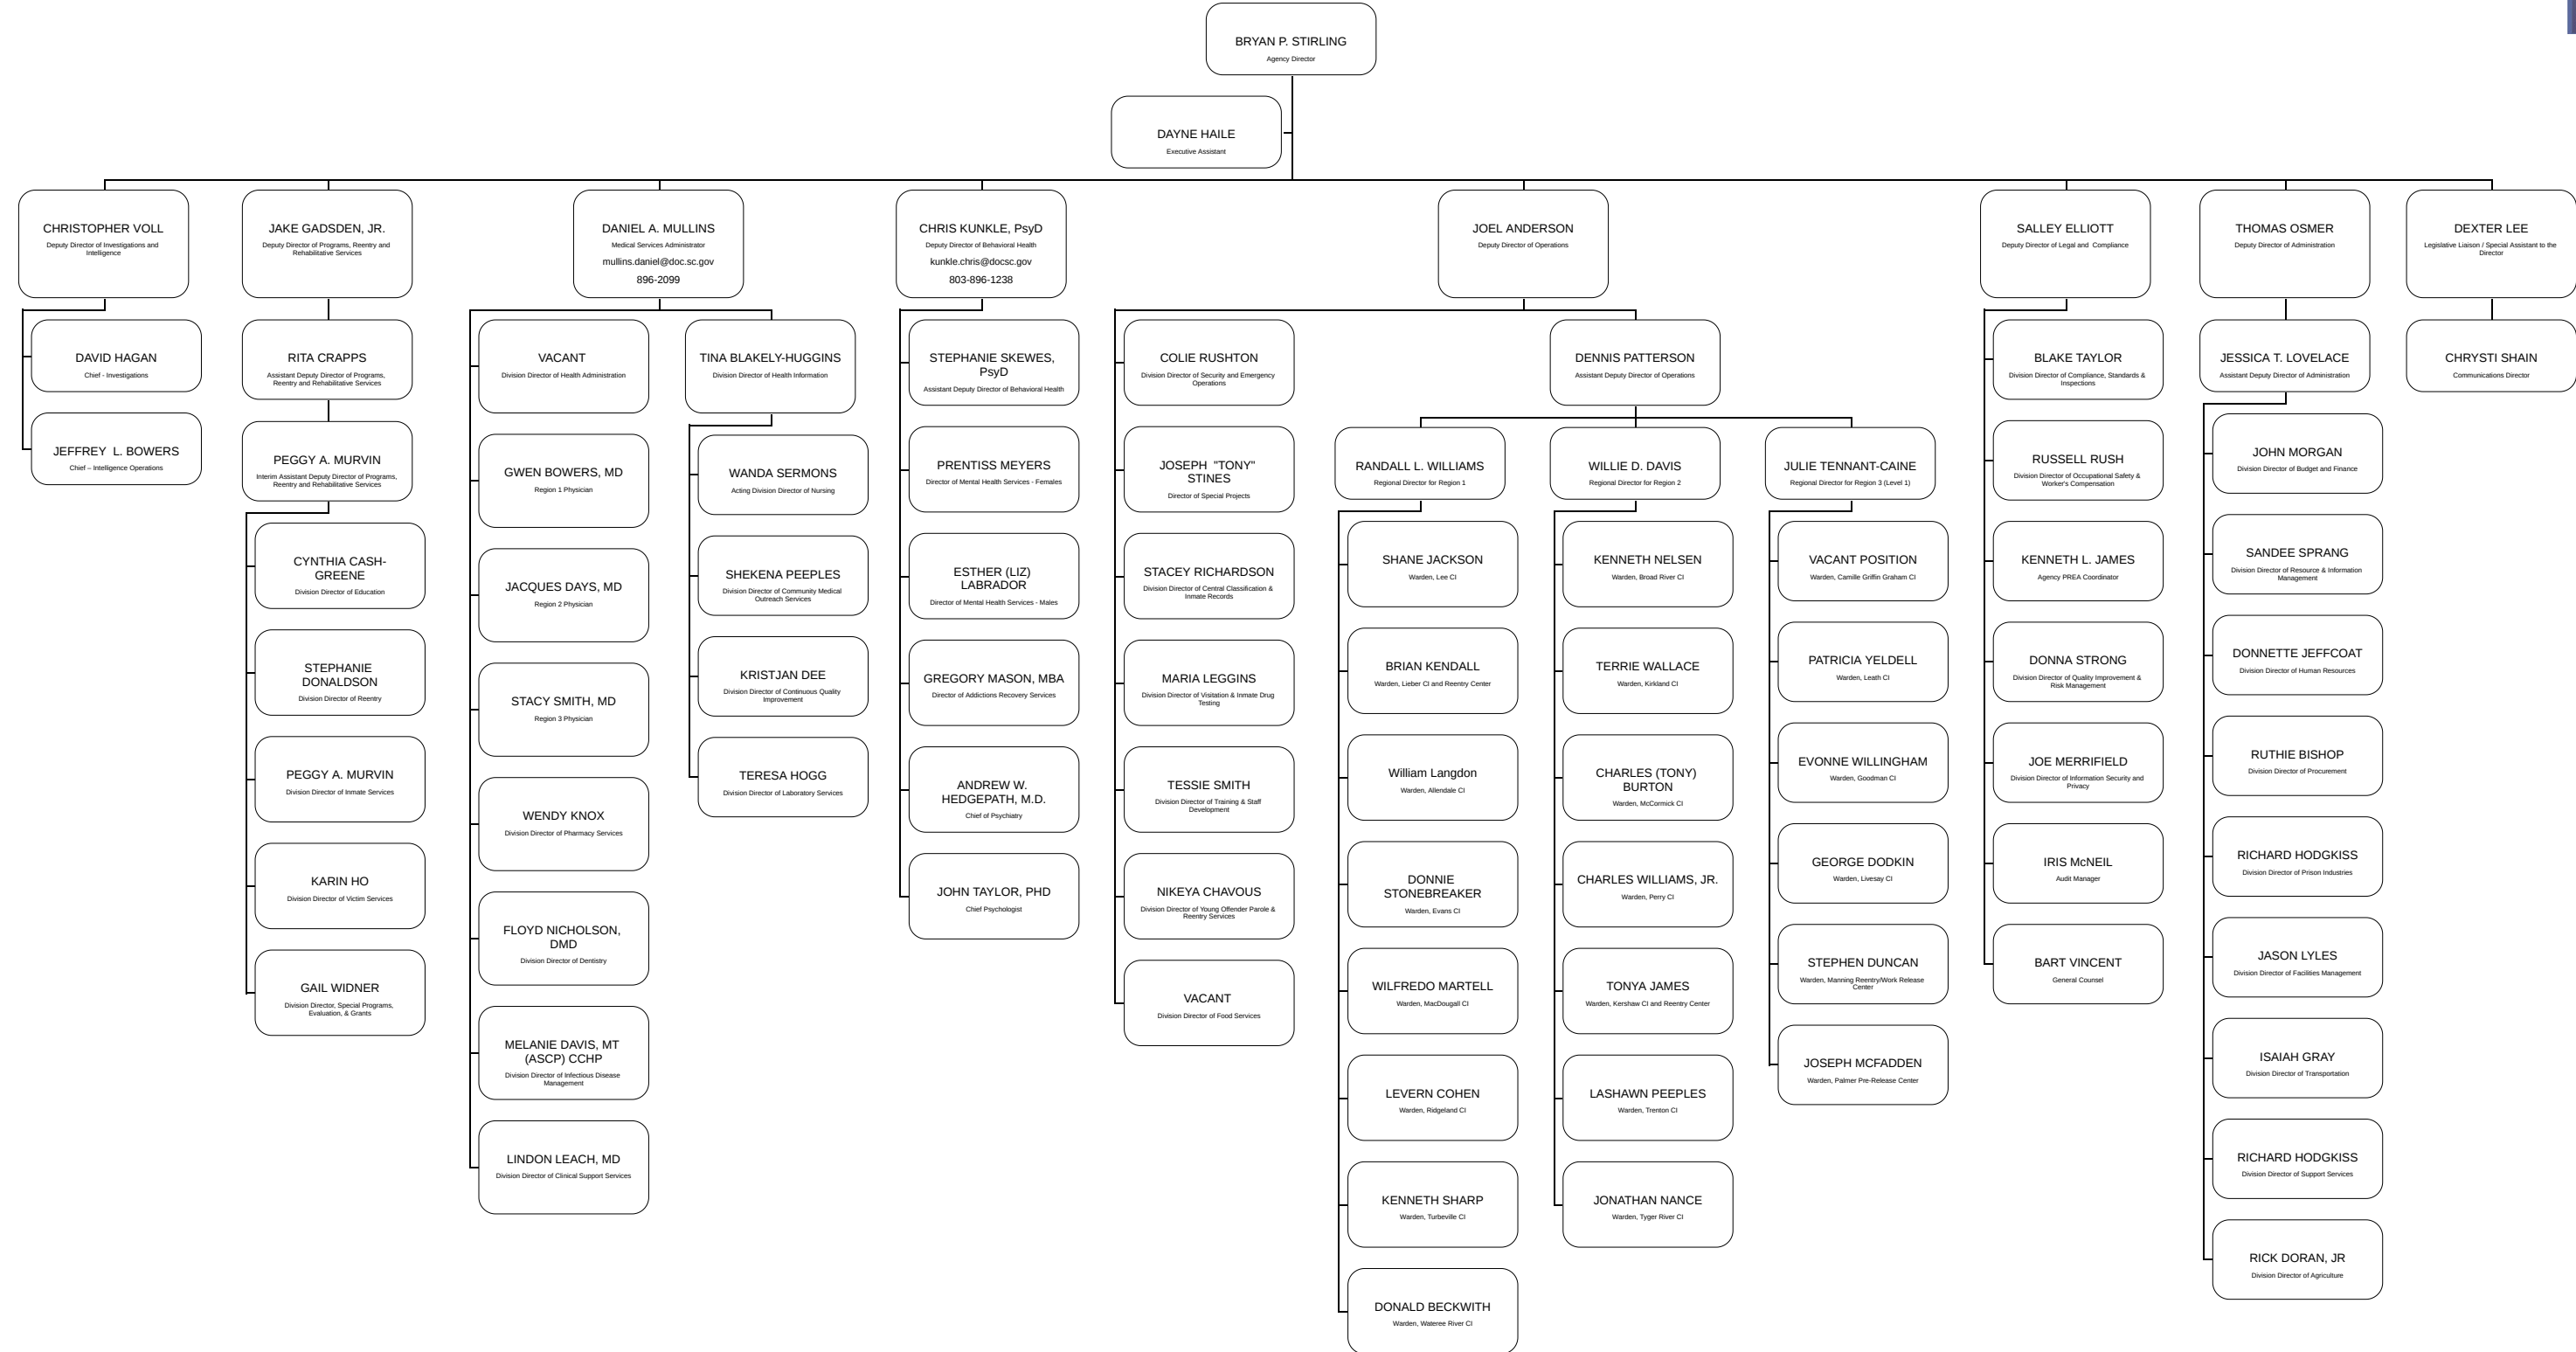 BRYAN P. STIRLING
Agency Director
DAYNE HAILE
Executive Assistant
CHRISTOPHER VOLL
Deputy Director of Investigations and
Intelligence
DAVID HAGAN
Chief - Investigations
JEFFREY L. BOWERS
Chief – Intelligence Operations
JAKE GADSDEN, JR.
Deputy Director of Programs, Reentry and
Rehabilitative Services
RITA CRAPPS
Assistant Deputy Director of Programs,
Reentry and Rehabilitative Services
PEGGY A. MURVIN
Interim Assistant Deputy Director of Programs,
Reentry and Rehabilitative Services
CYNTHIA CASH-
GREENE
Division Director of Education
STEPHANIE
DONALDSON
Division Director of Reentry
PEGGY A. MURVIN
Division Director of Inmate Services
KARIN HO
Division Director of Victim Services
GAIL WIDNER
Division Director, Special Programs,
Evaluation, & Grants
DANIEL A. MULLINS
Medical Services Administrator
mullins.daniel@doc.sc.gov
896-2099
VACANT
Division Director of Health Administration
GWEN BOWERS, MD
Region 1 Physician
JACQUES DAYS, MD
Region 2 Physician
STACY SMITH, MD
Region 3 Physician
WENDY KNOX
Division Director of Pharmacy Services
FLOYD NICHOLSON,
DMD
Division Director of Dentistry
MELANIE DAVIS, MT
(ASCP) CCHP
Division Director of Infectious Disease
Management
LINDON LEACH, MD
Division Director of Clinical Support Services
TINA BLAKELY-HUGGINS
Division Director of Health Information
WANDA SERMONS
Acting Division Director of Nursing
SHEKENA PEEPLES
Division Director of Community Medical
Outreach Services
KRISTJAN DEE
Division Director of Continuous Quality
Improvement
TERESA HOGG
Division Director of Laboratory Services
CHRIS KUNKLE, PsyD
Deputy Director of Behavioral Health
kunkle.chris@docsc.gov
803-896-1238
STEPHANIE SKEWES,
PsyD
Assistant Deputy Director of Behavioral Health
PRENTISS MEYERS
Director of Mental Health Services - Females
ESTHER (LIZ)
LABRADOR
Director of Mental Health Services - Males
GREGORY MASON, MBA
Director of Addictions Recovery Services
ANDREW W.
HEDGEPATH, M.D.
Chief of Psychiatry
JOHN TAYLOR, PHD
Chief Psychologist
JOEL ANDERSON
Deputy Director of Operations
COLIE RUSHTON
Division Director of Security and Emergency
Operations
JOSEPH "TONY"
STINES
Director of Special Projects
STACEY RICHARDSON
Division Director of Central Classification &
Inmate Records
MARIA LEGGINS
Division Director of Visitation & Inmate Drug
Testing
TESSIE SMITH
Division Director of Training & Staff
Development
NIKEYA CHAVOUS
Division Director of Young Offender Parole &
Reentry Services
VACANT
Division Director of Food Services
DENNIS PATTERSON
Assistant Deputy Director of Operations
RANDALL L. WILLIAMS
Regional Director for Region 1
SHANE JACKSON
Warden, Lee CI
BRIAN KENDALL
Warden, Lieber CI and Reentry Center
William Langdon
Warden, Allendale CI
DONNIE
STONEBREAKER
Warden, Evans CI
WILFREDO MARTELL
Warden, MacDougall CI
LEVERN COHEN
Warden, Ridgeland CI
KENNETH SHARP
Warden, Turbeville CI
DONALD BECKWITH
Warden, Wateree River CI
WILLIE D. DAVIS
Regional Director for Region 2
KENNETH NELSEN
Warden, Broad River CI
TERRIE WALLACE
Warden, Kirkland CI
CHARLES (TONY)
BURTON
Warden, McCormick CI
CHARLES WILLIAMS, JR.
Warden, Perry CI
TONYA JAMES
Warden, Kershaw CI and Reentry Center
LASHAWN PEEPLES
Warden, Trenton CI
JONATHAN NANCE
Warden, Tyger River CI
JULIE TENNANT-CAINE
Regional Director for Region 3 (Level 1)
VACANT POSITION
Warden, Camille Griffin Graham CI
PATRICIA YELDELL
Warden, Leath CI
EVONNE WILLINGHAM
Warden, Goodman CI
GEORGE DODKIN
Warden, Livesay CI
STEPHEN DUNCAN
Warden, Manning Reentry/Work Release
Center
JOSEPH MCFADDEN
Warden, Palmer Pre-Release Center
SALLEY ELLIOTT
Deputy Director of Legal and Compliance
BLAKE TAYLOR
Division Director of Compliance, Standards &
Inspections
RUSSELL RUSH
Division Director of Occupational Safety &
Worker's Compensation
KENNETH L. JAMES
Agency PREA Coordinator
DONNA STRONG
Division Director of Quality Improvement &
Risk Management
JOE MERRIFIELD
Division Director of Information Security and
Privacy
IRIS McNEIL
Audit Manager
BART VINCENT
General Counsel
THOMAS OSMER
Deputy Director of Administration
JESSICA T. LOVELACE
Assistant Deputy Director of Administration
JOHN MORGAN
Division Director of Budget and Finance
SANDEE SPRANG
Division Director of Resource & Information
Management
DONNETTE JEFFCOAT
Division Director of Human Resources
RUTHIE BISHOP
Division Director of Procurement
RICHARD HODGKISS
Division Director of Prison Industries
JASON LYLES
Division Director of Facilities Management
ISAIAH GRAY
Division Director of Transportation
RICHARD HODGKISS
Division Director of Support Services
RICK DORAN, JR
Division Director of Agriculture
DEXTER LEE
Legislative Liaison / Special Assistant to the
Director
CHRYSTI SHAIN
Communications Director